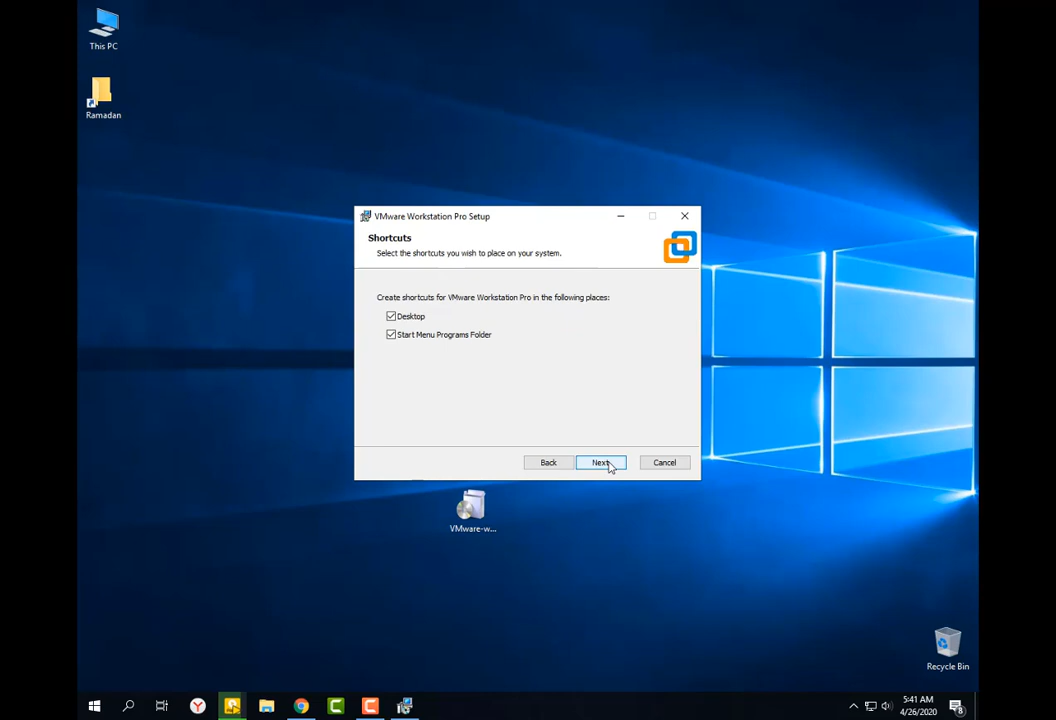 This PC
Ramadan
VMware Workstation Pro Setup
Shortcuts
Select the shortcuts you wish to place on your system.
Create shortcuts for VMware Workstation Pro in the following places:
Desktop
Start Menu Programs Folder
Back
Next
Cancel
VMware-w...
Recycle Bin
5:41 AM
4/26/2020
8